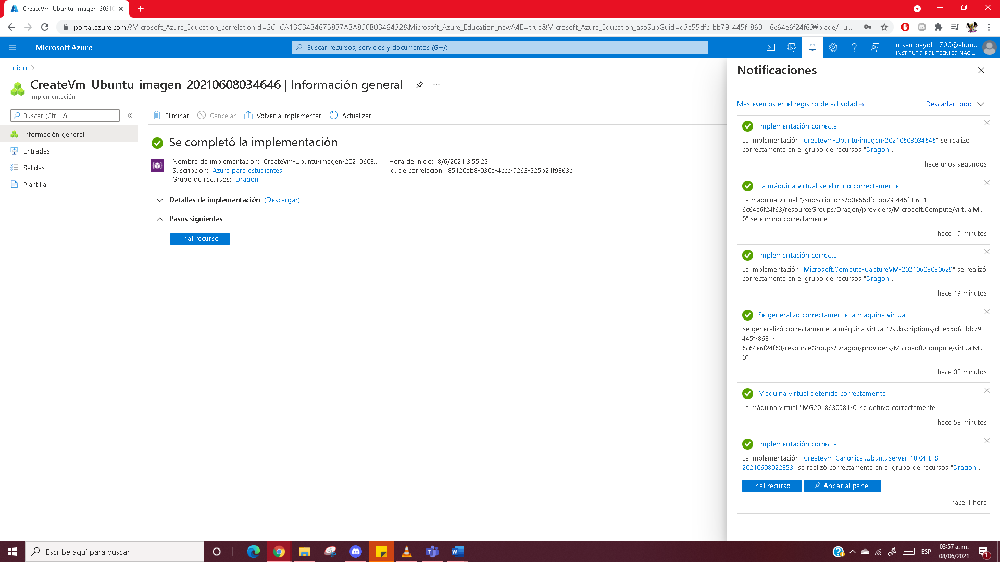 CreateVm-Ubuntu-imagen-2021
portal.azure.com/?Microsoft_Azure_Education_correlationId=2C1CA1BCB4B4675837ABA800B0B46432&Microsoft_Azure_Education_newA4E=true&Microsoft_Azure_Education_asoSubGuid=d3e55dfc-bb79-445f-8631-6c64e6f24f63#blade/Hu...
Microsoft Azure
Buscar recursos, servicios y documentos (G+/)
msampayoh1700@alum...
INSTITUTO POLITECNICO NACI...
Inicio
CreateVm-Ubuntu-imagen-20210608034646 | Información general
Implementación
Buscar (Ctrl+/)
Información general
Entradas
Salidas
Plantilla
Eliminar
Cancelar
Volver a implementar
Actualizar
Se completó la implementación
Nombre de implementación: CreateVm-Ubuntu-imagen-20210608...
Suscripción: Azure para estudiantes
Grupo de recursos: Dragon
Hora de inicio: 8/6/2021 3:55:25
Id. de correlación: 85120eb8-030a-4ccc-9263-525b21f9363c
Detalles de implementación (Descargar)
Pasos siguientes
Ir al recurso
Notificaciones
Más eventos en el registro de actividad
Descartar todo
Implementación correcta
La implementación "CreateVm-Ubuntu-imagen-20210608034646" se realizó
correctamente en el grupo de recursos "Dragon".
hace unos segundos
La máquina virtual se eliminó correctamente
La máquina virtual "/subscriptions/d3e55dfc-bb79-445f-8631-
6c64e6f24f63/resourceGroups/Dragon/providers/Microsoft.Compute/virtualM...
0" se eliminó correctamente.
hace 19 minutos
Implementación correcta
La implementación "Microsoft.Compute-CaptureVM-20210608030629" se realizó
correctamente en el grupo de recursos "Dragon".
hace 19 minutos
Se generalizó correctamente la máquina virtual
Se generalizó correctamente la máquina virtual "/subscriptions/d3e55dfc-bb79-
445f-8631-
6c64e6f24f63/resourceGroups/Dragon/providers/Microsoft.Compute/virtualM...
0".
hace 32 minutos
Máquina virtual detenida correctamente
La máquina virtual 'IMG2018630981-0' se detuvo correctamente.
hace 53 minutos
Implementación correcta
La implementación "CreateVm-Canonical.UbuntuServer-18.04-LTS-
20210608022353" se realizó correctamente en el grupo de recursos "Dragon".
Ir al recurso
Anclar al panel
hace 1 hora
Escribe aquí para buscar
ESP
03:57 a. m.
08/06/2021
1